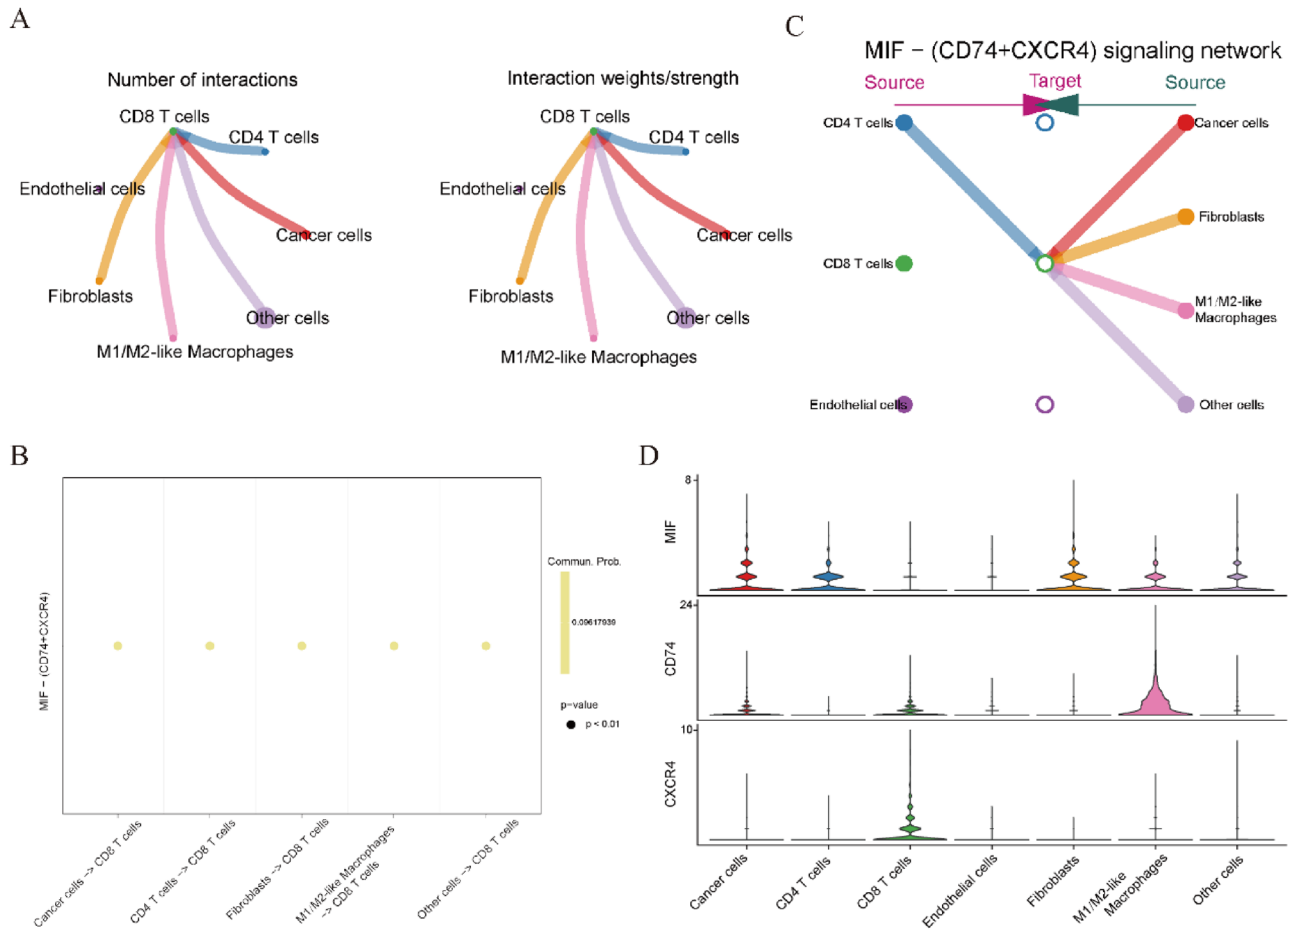 A
Number of interactions
CD8 T cells
CD4 T cells
Endothelial cells
Cancer cells
Fibroblasts
Other cells
M1/M2-like Macrophages
Interaction weights/strength
CD8 T cells
CD4 T cells
Endothelial cells
Cancer cells
Fibroblasts
Other cells
M1/M2-like Macrophages
C
MIF − (CD74+CXCR4) signaling network
Source
Target
Source
CD4 T cells
Cancer cells
Fibroblasts
CD8 T cells
M1/M2-like
Macrophages
Endothelial cells
Other cells
B
MIF − (CD74+CXCR4)
Commun. Prob.
0.09617939
p−value
p < 0.01
Cancer cells −> CD8 T cells
CD4 T cells −> CD8 T cells
Fibroblasts −> CD8 T cells
M1/M2-like Macrophages
−> CD8 T cells
Other cells −> CD8 T cells
D
8
MIF
24
CD74
10
CXCR4
Cancer cells
CD4 T cells
CD8 T cells
Endothelial cells
Fibroblasts
M1/M2-like
Macrophages
Other cells